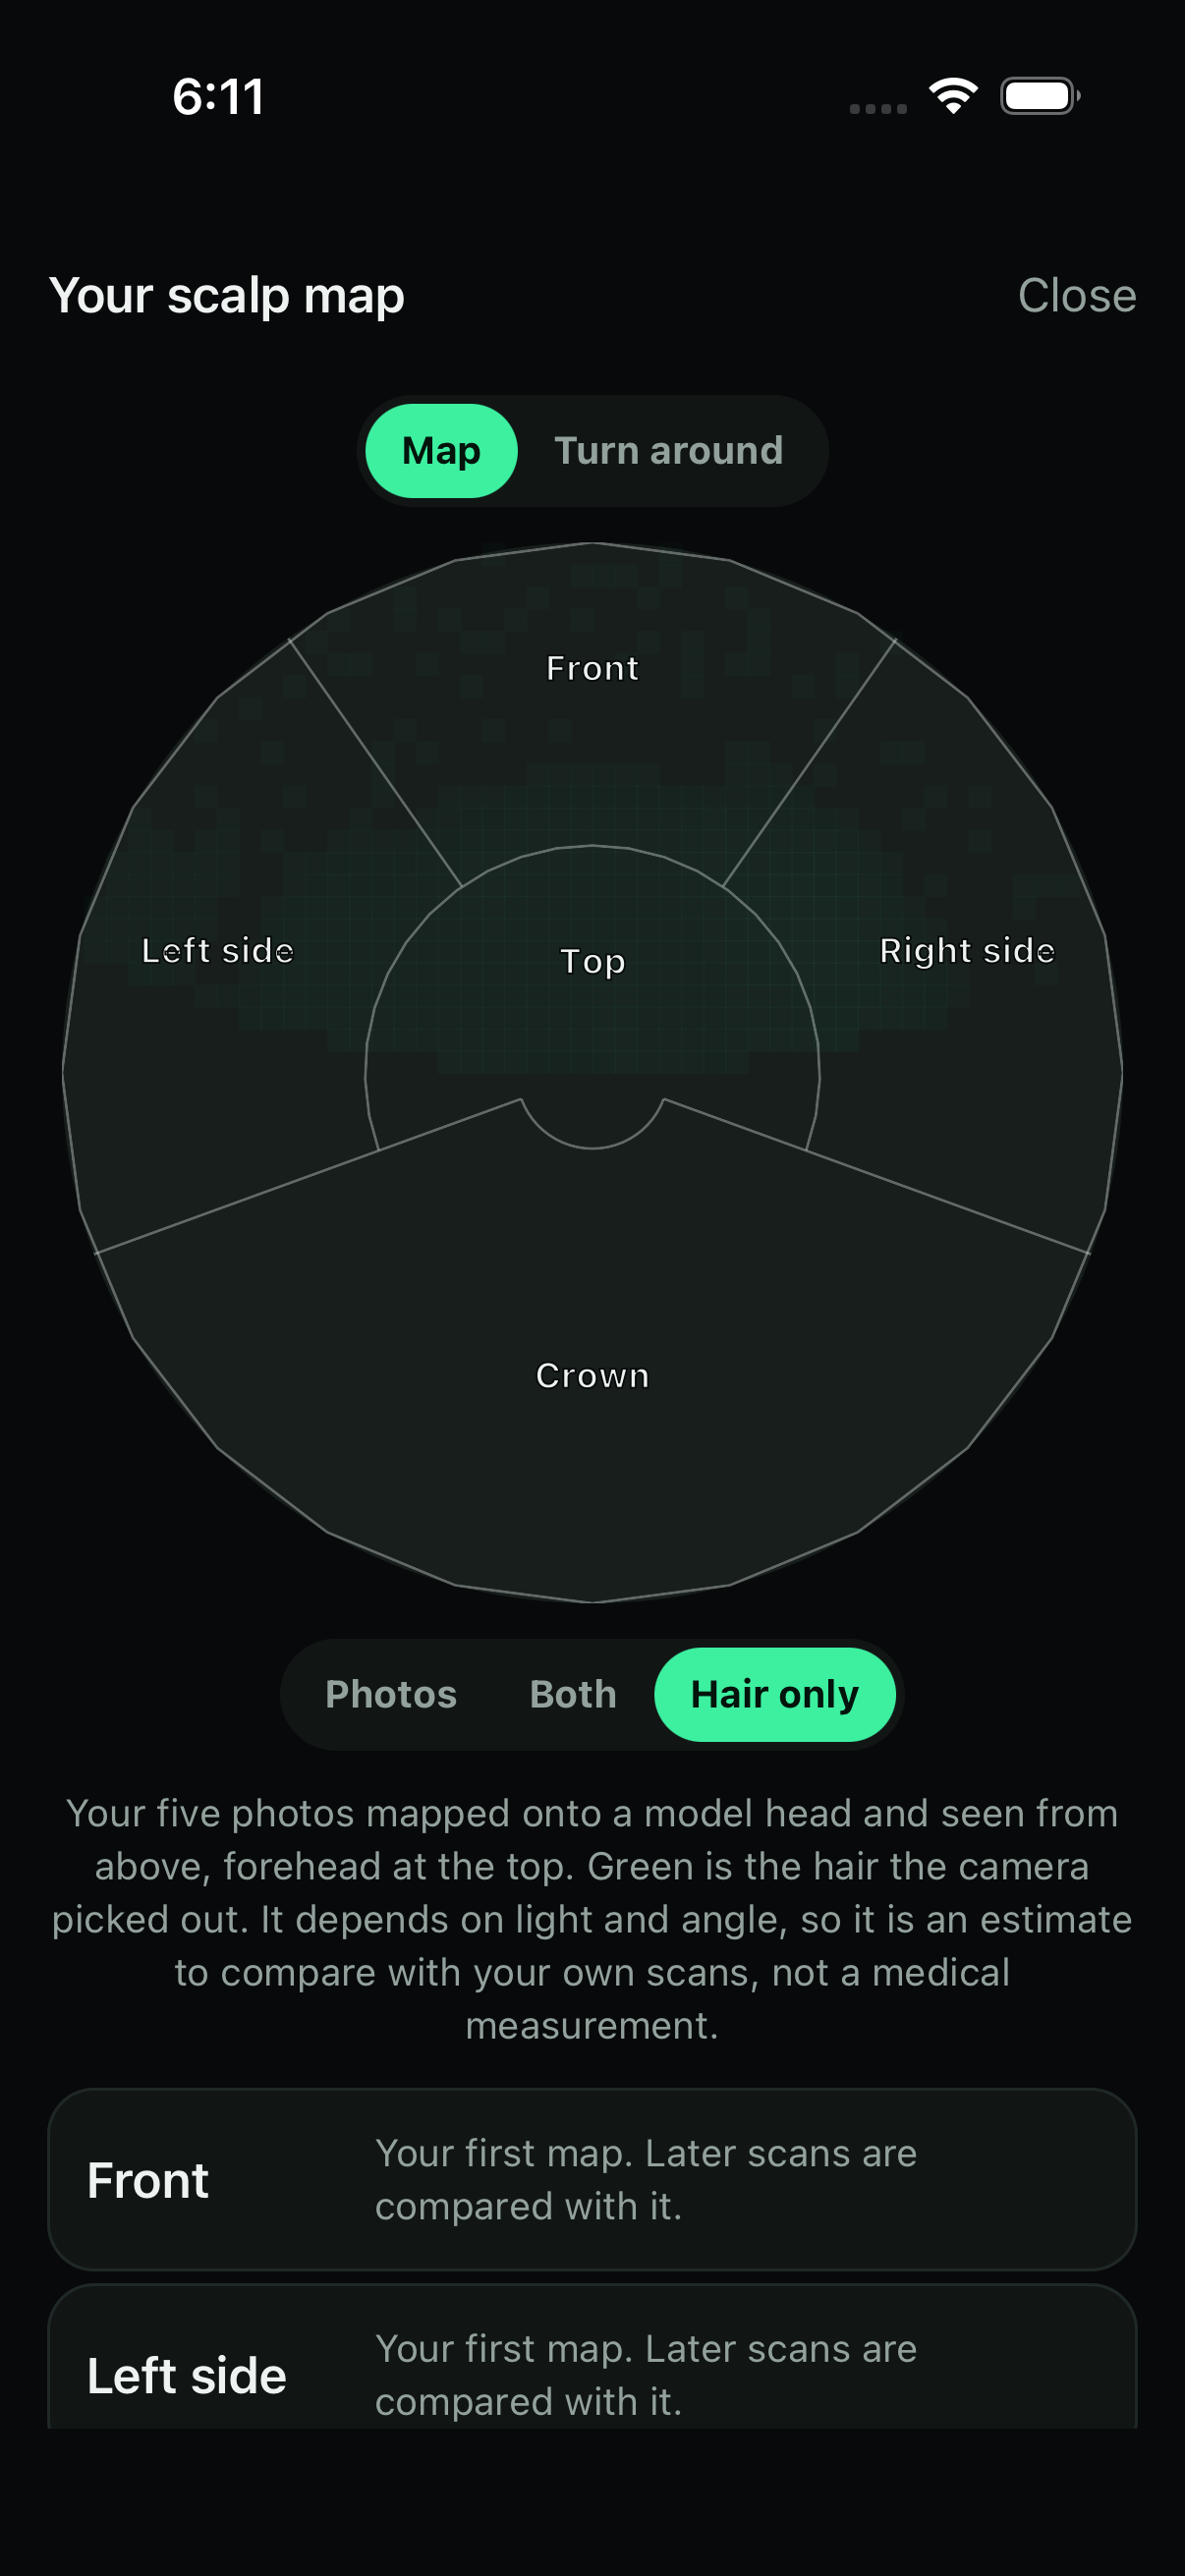 6:11
Your scalp map
Close
Map
Turn around
Front
Left side
Top
Right side
Crown
Photos
Both
Hair only
Your five photos mapped onto a model head and seen from
above, forehead at the top. Green is the hair the camera
picked out. It depends on light and angle, so it is an estimate
to compare with your own scans, not a medical
measurement.
Front
Your first map. Later scans are
compared with it.
Left side
Your first map. Later scans are
compared with it.